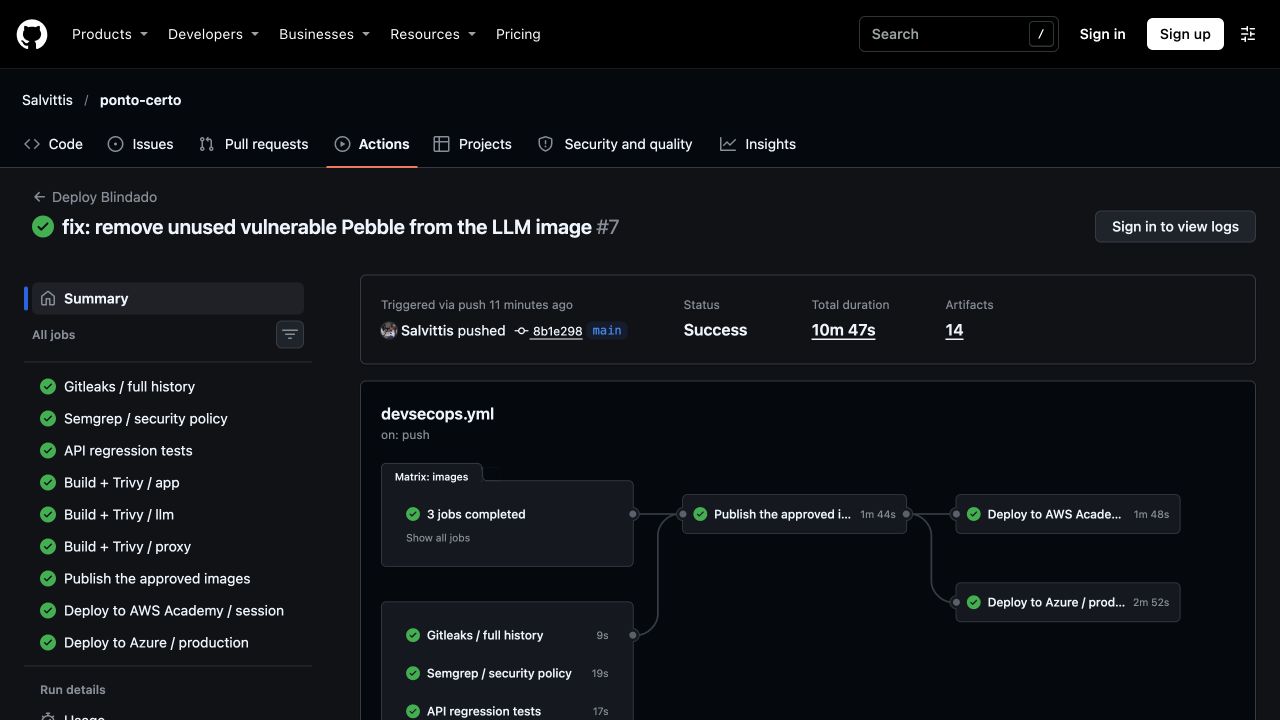 Products Developers Businesses Resources Pricing Search / Sign in Sign up
Salvittis / ponto-certo
Code Issues Pull requests Actions Projects Security and quality Insights
Deploy Blindado
fix: remove unused vulnerable Pebble from the LLM image #7
Sign in to view logs
Summary
All jobs
Gitleaks / full history
Semgrep / security policy
API regression tests
Build + Trivy / app
Build + Trivy / llm
Build + Trivy / proxy
Publish the approved images
Deploy to AWS Academy / session
Deploy to Azure / production
Run details
Usage
Triggered via push 11 minutes ago
Salvittis pushed 8b1e298 main
Status
Success
Total duration
10m 47s
Artifacts
14
devsecops.yml
on: push
Matrix: images
3 jobs completed
Show all jobs
Gitleaks / full history 9s
Semgrep / security policy 19s
API regression tests 17s
Publish the approved i... 1m 44s
Deploy to AWS Acade... 1m 48s
Deploy to Azure / prod... 2m 52s